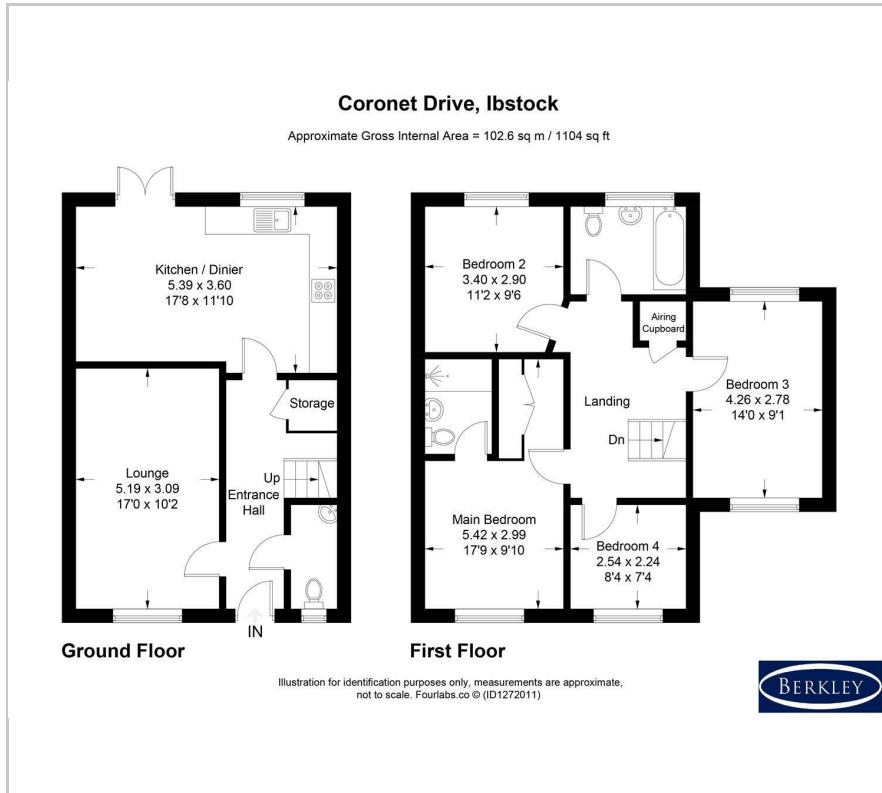 Coronet Drive, Ibstock
Approximate Gross Internal Area = 102.6 sq m / 1104 sq ft
Kitchen / Dinier
5.39 x 3.60
17'8 x 11'10
Storage
Lounge
5.19 x 3.09
17'0 x 10'2
Up
Entrance
Hall
IN
Ground Floor
Bedroom 2
3.40 x 2.90
11'2 x 9'6
Airing
Cupboard
Bedroom 3
4.26 x 2.78
14'0 x 9'1
Landing
Dn
Main Bedroom
5.42 x 2.99
17'9 x 9'10
Bedroom 4
2.54 x 2.24
8'4 x 7'4
First Floor
Illustration for identification purposes only, measurements are approximate,
not to scale. Fourlabs.co © (ID1272011)
BERKLEY